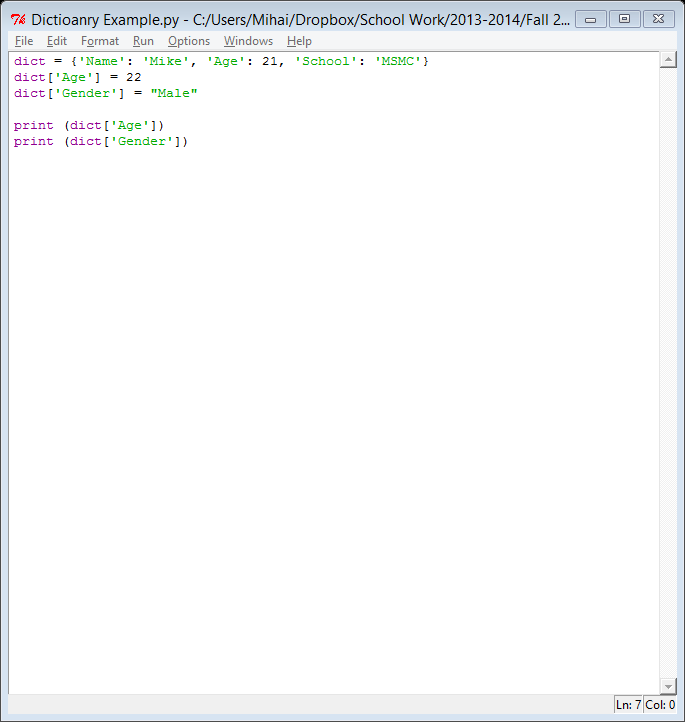 Dictioanry Example.py - C:/Users/Mihai/Dropbox/School Work/2013-2014/Fall 2...
File Edit Format Run Options Windows Help
dict = {'Name': 'Mike', 'Age': 21, 'School': 'MSMC'}
dict['Age'] = 22
dict['Gender'] = "Male"
print (dict['Age'])
print (dict['Gender'])
Ln: 7 Col: 0